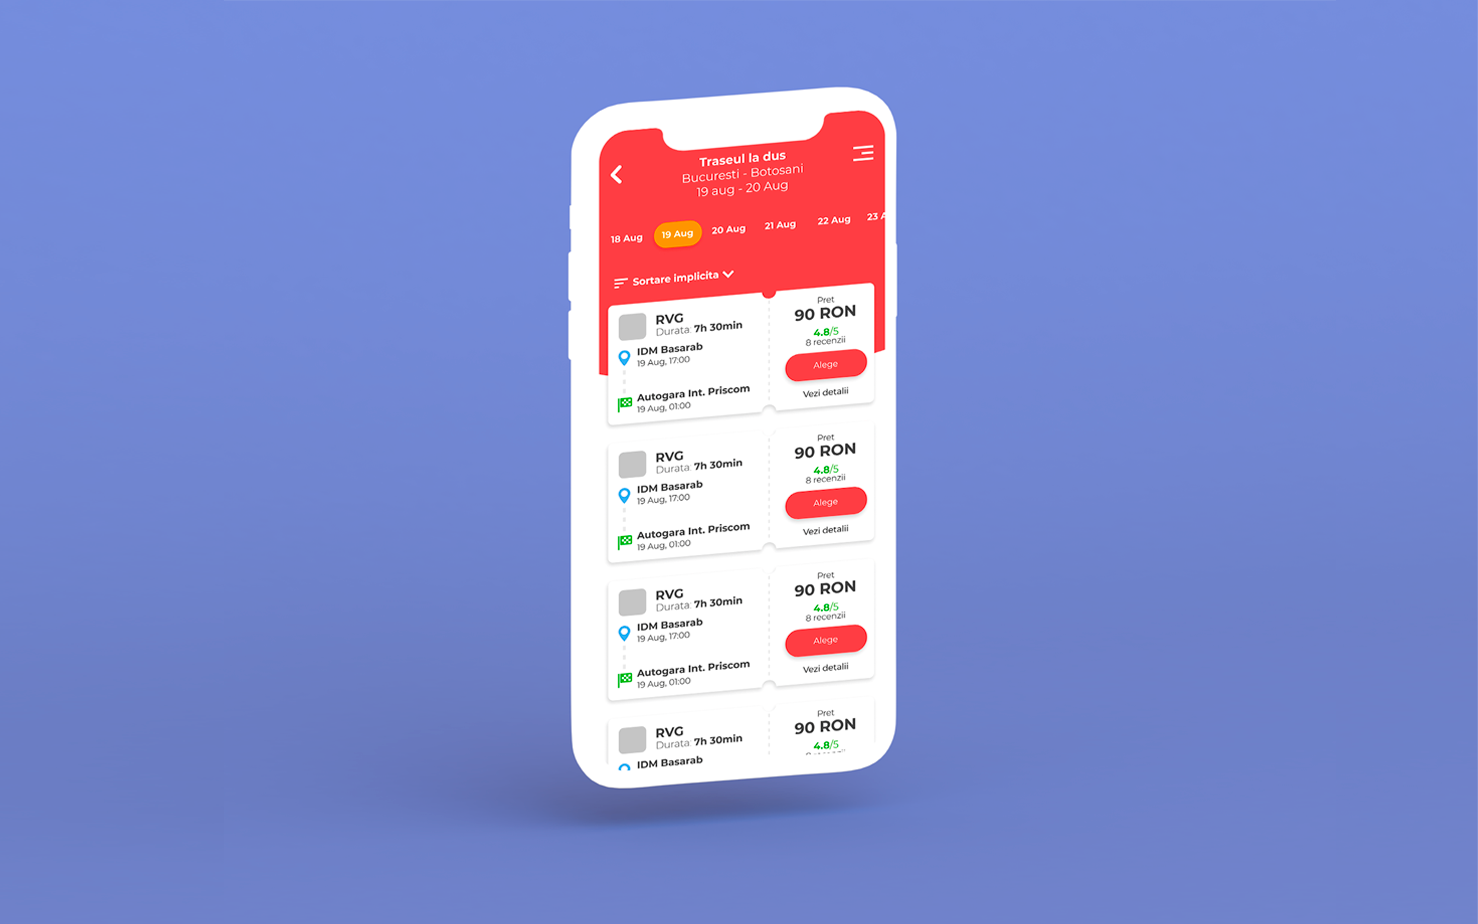 Traseul la dus
Bucuresti - Botosani
19 aug - 20 Aug
18 Aug
19 Aug
20 Aug
21 Aug
22 Aug
23 A
Sortare implicita
RVG
Durata: 7h 30min
IDM Basarab
19 Aug, 17:00
Autogara Int. Priscom
19 Aug, 01:00
Pret
90 RON
4.8/5
8 recenzii
Alege
Vezi detalii
RVG
Durata: 7h 30min
IDM Basarab
19 Aug, 17:00
Autogara Int. Priscom
19 Aug, 01:00
Pret
90 RON
4.8/5
8 recenzii
Alege
Vezi detalii
RVG
Durata: 7h 30min
IDM Basarab
19 Aug, 17:00
Autogara Int. Priscom
19 Aug, 01:00
Pret
90 RON
4.8/5
8 recenzii
Alege
Vezi detalii
RVG
Durata: 7h 30min
IDM Basarab
Pret
90 RON
4.8/5